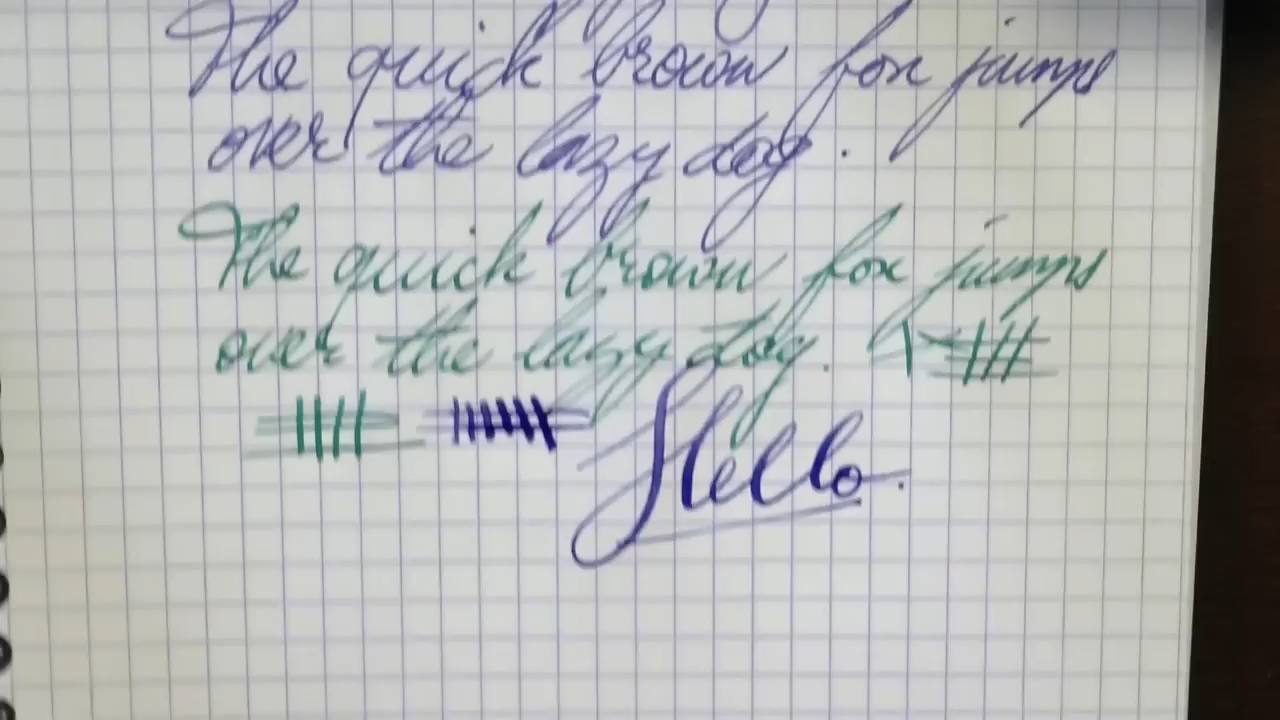 The quick brown fox jumps
over the lazy dog.
The quick brown fox jumps
over the lazy dog.
Hello.